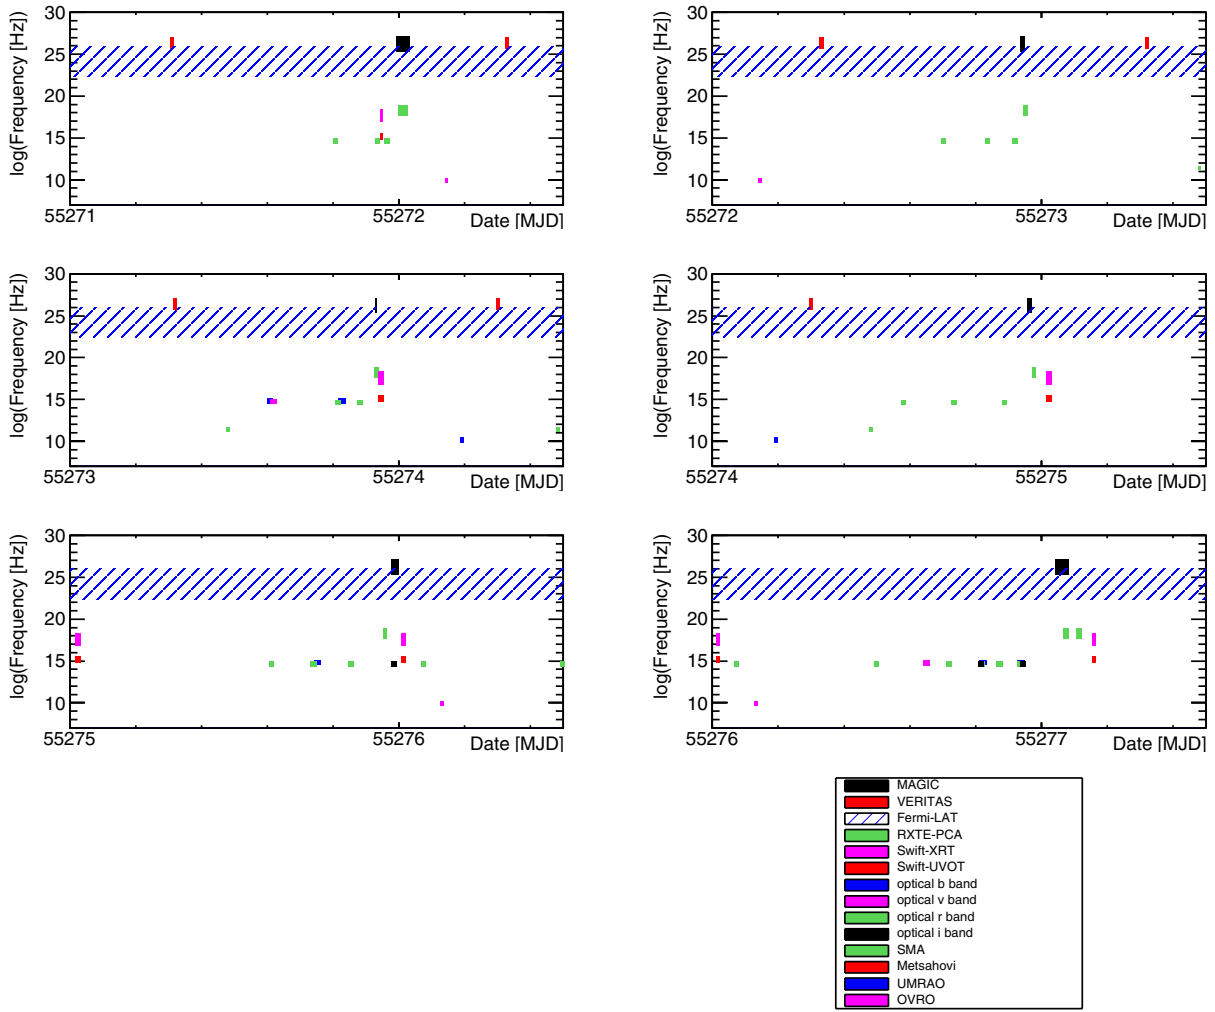 log(Frequency [Hz])
30
25
20
15
10
55271
55272
Date [MJD]
log(Frequency [Hz])
30
25
20
15
10
55272
55273
Date [MJD]
log(Frequency [Hz])
30
25
20
15
10
55273
55274
Date [MJD]
log(Frequency [Hz])
30
25
20
15
10
55274
55275
Date [MJD]
log(Frequency [Hz])
30
25
20
15
10
55275
55276
Date [MJD]
log(Frequency [Hz])
30
25
20
15
10
55276
55277
Date [MJD]
MAGIC
VERITAS
Fermi-LAT
RXTE-PCA
Swift-XRT
Swift-UVOT
optical b band
optical v band
optical r band
optical i band
SMA
Metsahovi
UMRAO
OVRO